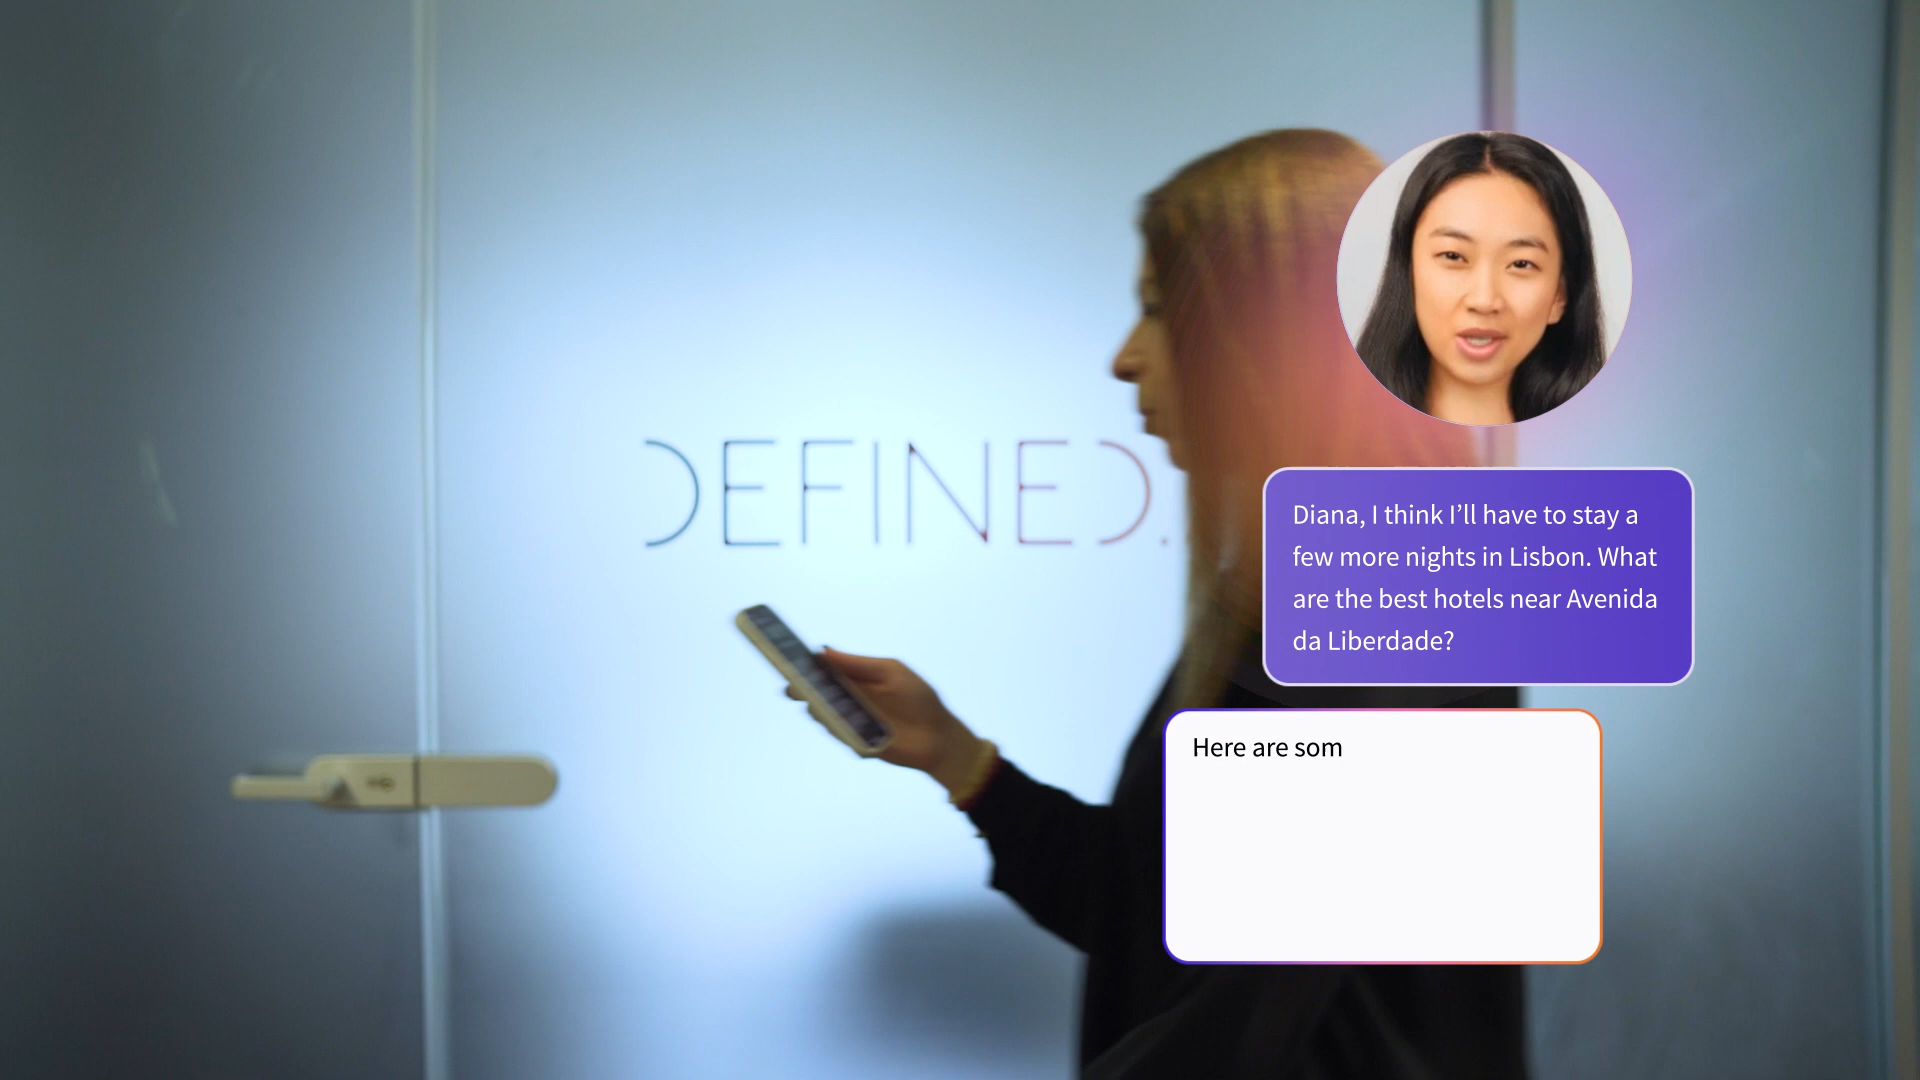 DEFINED.
Diana, I think I’ll have to stay a
few more nights in Lisbon. What
are the best hotels near Avenida
da Liberdade?
Here are som